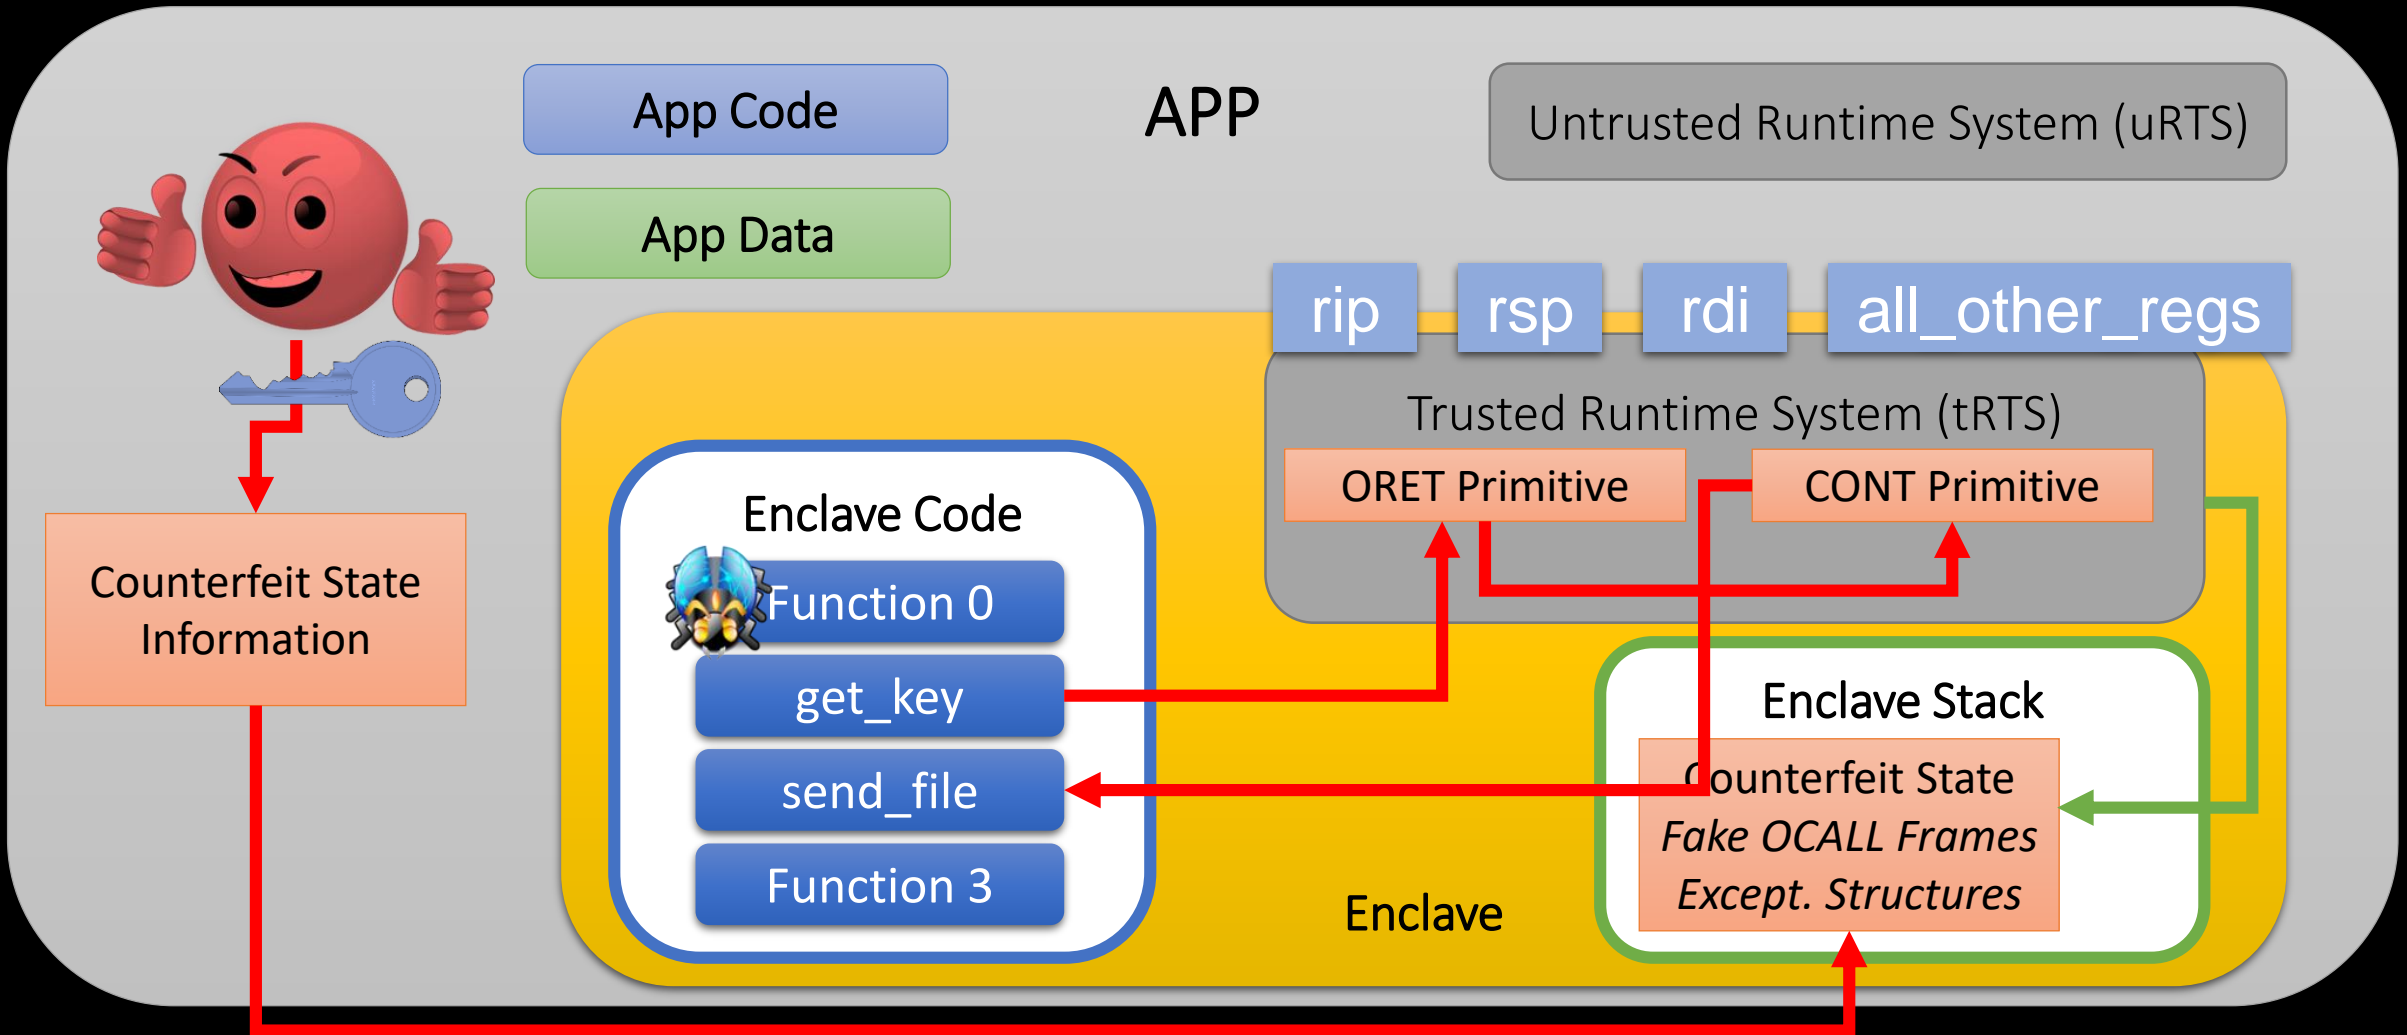 App Code
APP
Untrusted Runtime System (uRTS)
App Data
rip
rsp
rdi
all_other_regs
Trusted Runtime System (tRTS)
ORET Primitive
CONT Primitive
Enclave Code
Function 0
get_key
send_file
Function 3
Counterfeit State
Information
Enclave Stack
Counterfeit State
Fake OCALL Frames
Except. Structures
Enclave